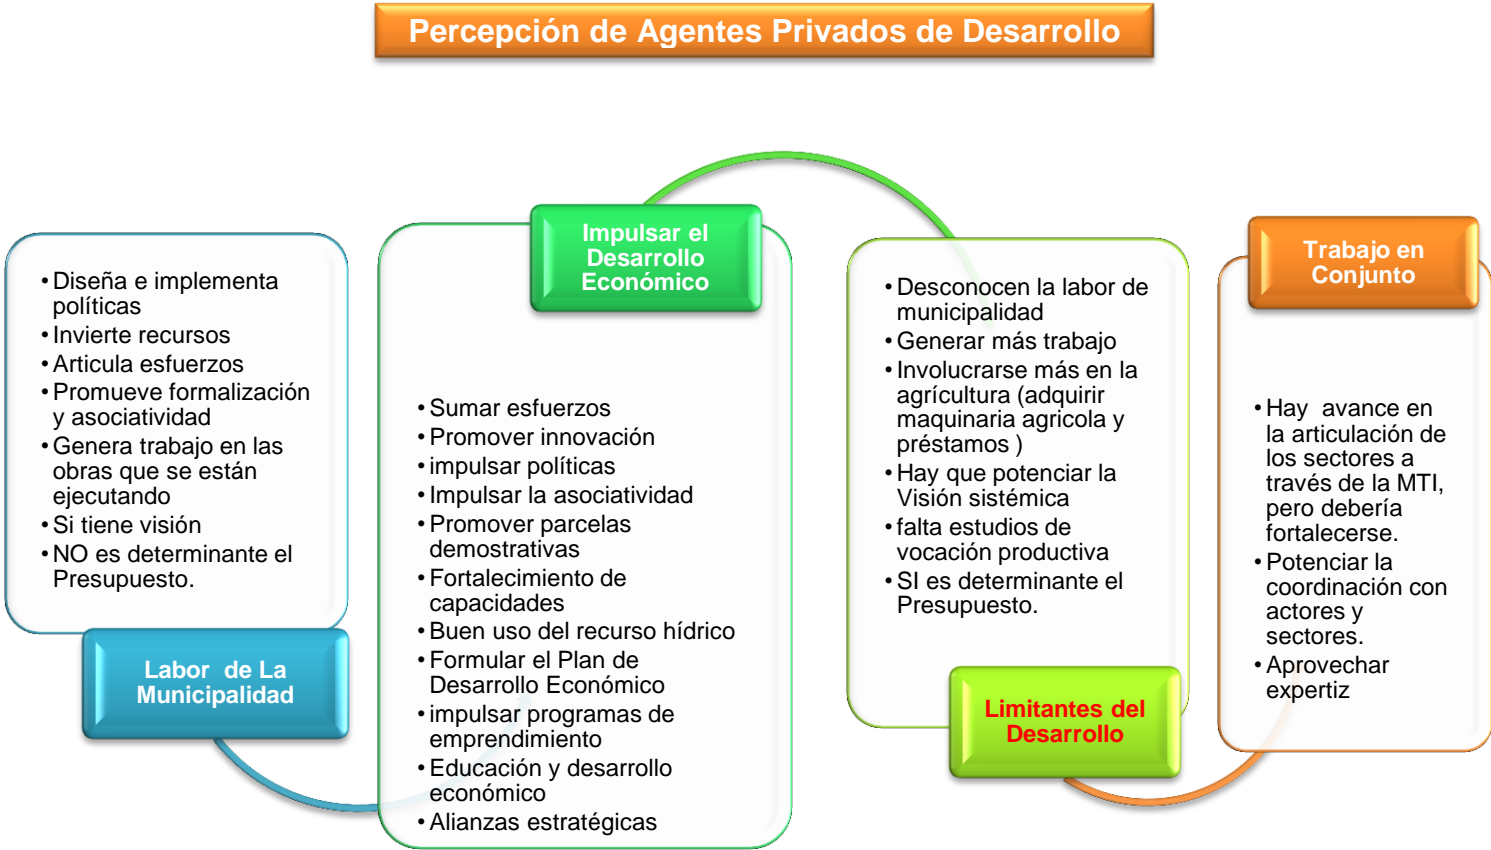 Percepción de Agentes Privados de Desarrollo
• Diseña e implementa
políticas
• Invierte recursos
• Articula esfuerzos
• Promueve formalización
y asociatividad
• Genera trabajo en las
obras que se están
ejecutando
• Si tiene visión
• NO es determinante el
Presupuesto.
Labor de La
Municipalidad
Impulsar el
Desarrollo
Económico
• Sumar esfuerzos
• Promover innovación
• impulsar políticas
• Impulsar la asociatividad
• Promover parcelas
demostrativas
• Fortalecimiento de
capacidades
• Buen uso del recurso hídrico
• Formular el Plan de
Desarrollo Económico
• impulsar programas de
emprendimiento
• Educación y desarrollo
económico
• Alianzas estratégicas
• Desconocen la labor de
municipalidad
• Generar más trabajo
• Involucrarse más en la
agrícultura (adquirir
maquinaria agricola y
préstamos )
• Hay que potenciar la
Visión sistémica
• falta estudios de
vocación productiva
• SI es determinante el
Presupuesto.
Limitantes del
Desarrollo
Trabajo en
Conjunto
• Hay avance en
la articulación de
los sectores a
través de la MTI,
pero debería
fortalecerse.
• Potenciar la
coordinación con
actores y
sectores.
• Aprovechar
expertiz